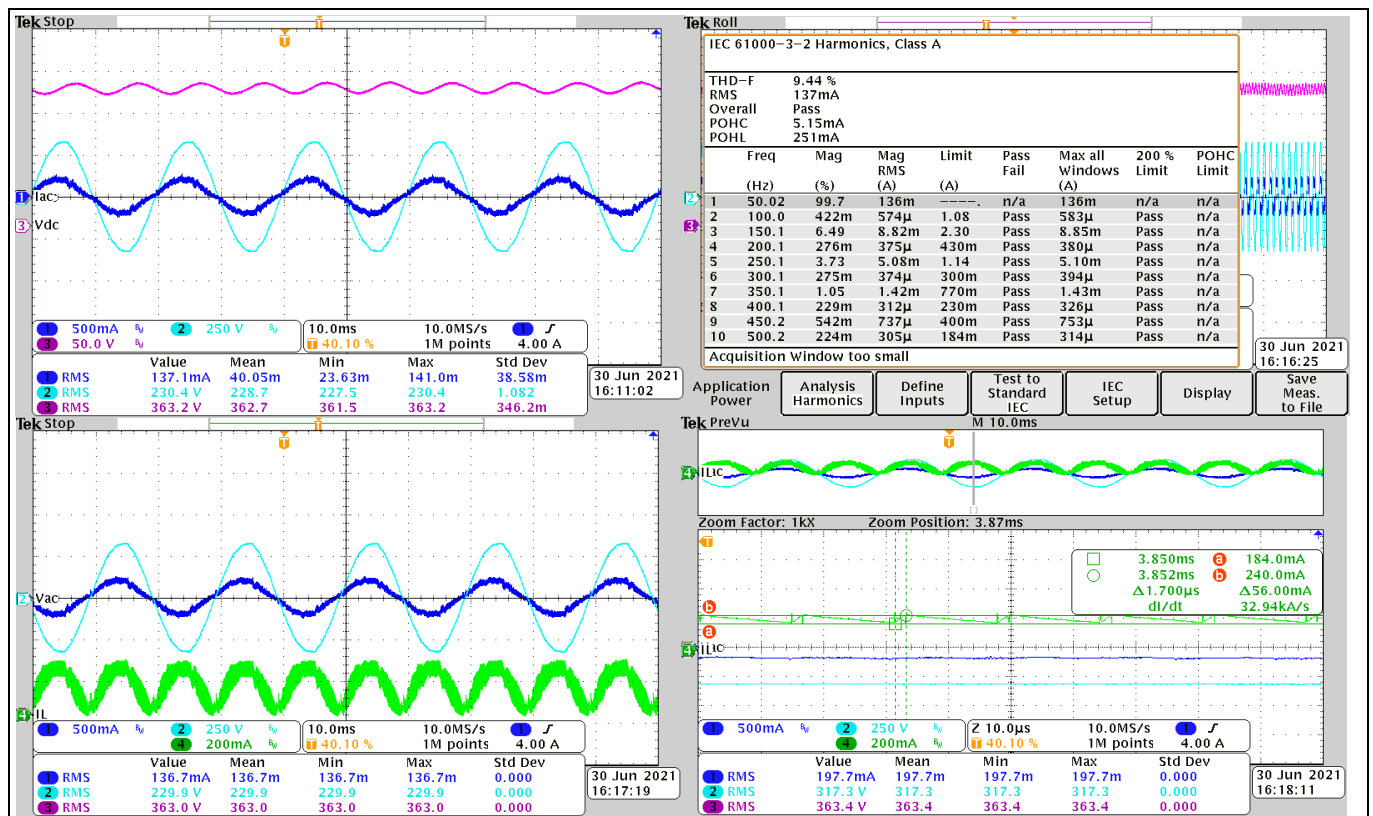 Tek Stop
T
T
1 Iac
3 Vdc
1 500mA BW 2 250 V BW
3 50.0 V BW
10.0ms 10.0MS/s 1 ∫
T 40.10 % 1M points 4.00 A
Value Mean Min Max Std Dev
1 RMS 137.1mA 40.05m 23.63m 141.0m 38.58m
2 RMS 230.4 V 228.7 227.5 230.4 1.082
3 RMS 363.2 V 362.7 361.5 363.2 346.2m
30 Jun 2021
16:11:02
Tek Roll
T
IEC 61000-3-2 Harmonics, Class A
THD-F 9.44 %
RMS 137mA
Overall Pass
POHC 5.15mA
POHL 251mA
Freq Mag Mag Limit Pass Max all 200 % POHC
RMS Fail Windows Limit Limit
(Hz) (%) (A) (A) (A)
1 50.02 99.7 136m ----. n/a 136m n/a n/a
2 100.0 422m 574µ 1.08 Pass 583µ Pass n/a
3 150.1 6.49 8.82m 2.30 Pass 8.85m Pass n/a
4 200.1 276m 375µ 430m Pass 380µ Pass n/a
5 250.1 3.73 5.08m 1.14 Pass 5.10m Pass n/a
6 300.1 275m 374µ 300m Pass 394µ Pass n/a
7 350.1 1.05 1.42m 770m Pass 1.43m Pass n/a
8 400.1 229m 312µ 230m Pass 326µ Pass n/a
9 450.2 542m 737µ 400m Pass 753µ Pass n/a
10 500.2 224m 305µ 184m Pass 314µ Pass n/a
Acquisition Window too small
2
3
30 Jun 2021
16:16:25
Application
Power
Analysis
Harmonics
Define
Inputs
Test to
Standard
IEC
IEC
Setup
Display
Save
Meas.
to File
Tek Stop
T
T
2 Vac
4 IL
1 500mA BW 2 250 V BW
4 200mA BW
10.0ms 10.0MS/s 1 ∫
T 40.10 % 1M points 4.00 A
Value Mean Min Max Std Dev
1 RMS 136.7mA 136.7m 136.7m 136.7m 0.000
2 RMS 229.9 V 229.9 229.9 229.9 0.000
3 RMS 363.0 V 363.0 363.0 363.0 0.000
30 Jun 2021
16:17:19
Tek PreVu M 10.0ms
T
4
Zoom Factor: 1kX Zoom Position: 3.87ms
T
3.850ms a 184.0mA
3.852ms b 240.0mA
Δ1.700µs Δ56.00mA
dI/dt 32.94kA/s
b
a
4
1 500mA BW 2 250 V BW
4 200mA BW
Z 10.0µs 10.0MS/s 1 ∫
T 40.10 % 1M points 4.00 A
Value Mean Min Max Std Dev
1 RMS 197.7mA 197.7m 197.7m 197.7m 0.000
2 RMS 317.3 V 317.3 317.3 317.3 0.000
3 RMS 363.4 V 363.4 363.4 363.4 0.000
30 Jun 2021
16:18:11